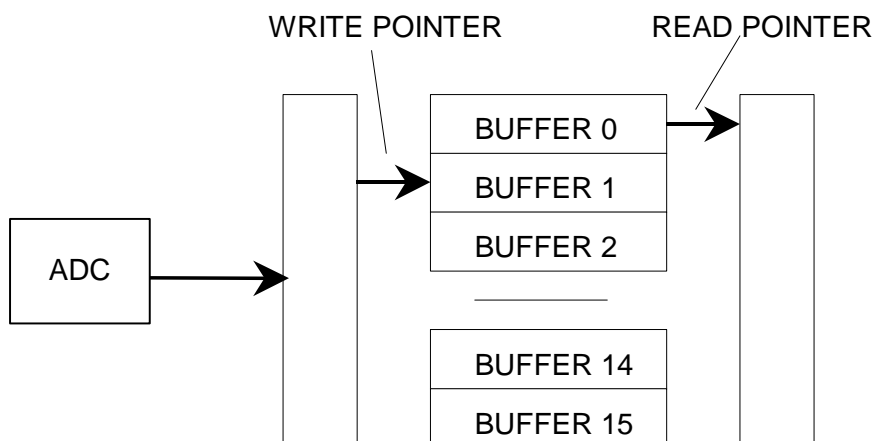 WRITE POINTER
READ POINTER
BUFFER 0
BUFFER 1
BUFFER 2
ADC
BUFFER 14
BUFFER 15